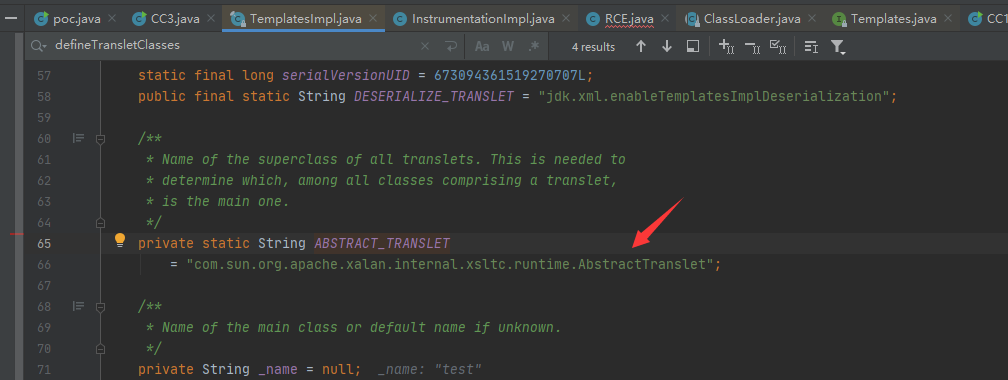 poc.java × CC3.java × TemplatesImpl.java × InstrumentationImpl.java × RCE.java × ClassLoader.java × Templates.java × CC1
defineTransletClasses × Aa W .* 4 results
57 static final long serialVersionUID = 673094361519270707L;
58 public final static String DESERIALIZE_TRANSLET = "jdk.xml.enableTemplatesImplDeserialization";
59
60 /**
61 * Name of the superclass of all translets. This is needed to
62 * determine which, among all classes comprising a translet,
63 * is the main one.
64 */
65 private static String ABSTRACT_TRANSLET
66 = "com.sun.org.apache.xalan.internal.xsltc.runtime.AbstractTranslet";
67
68 /**
69 * Name of the main class or default name if unknown.
70 */
71 private String _name = null; _name: "test"